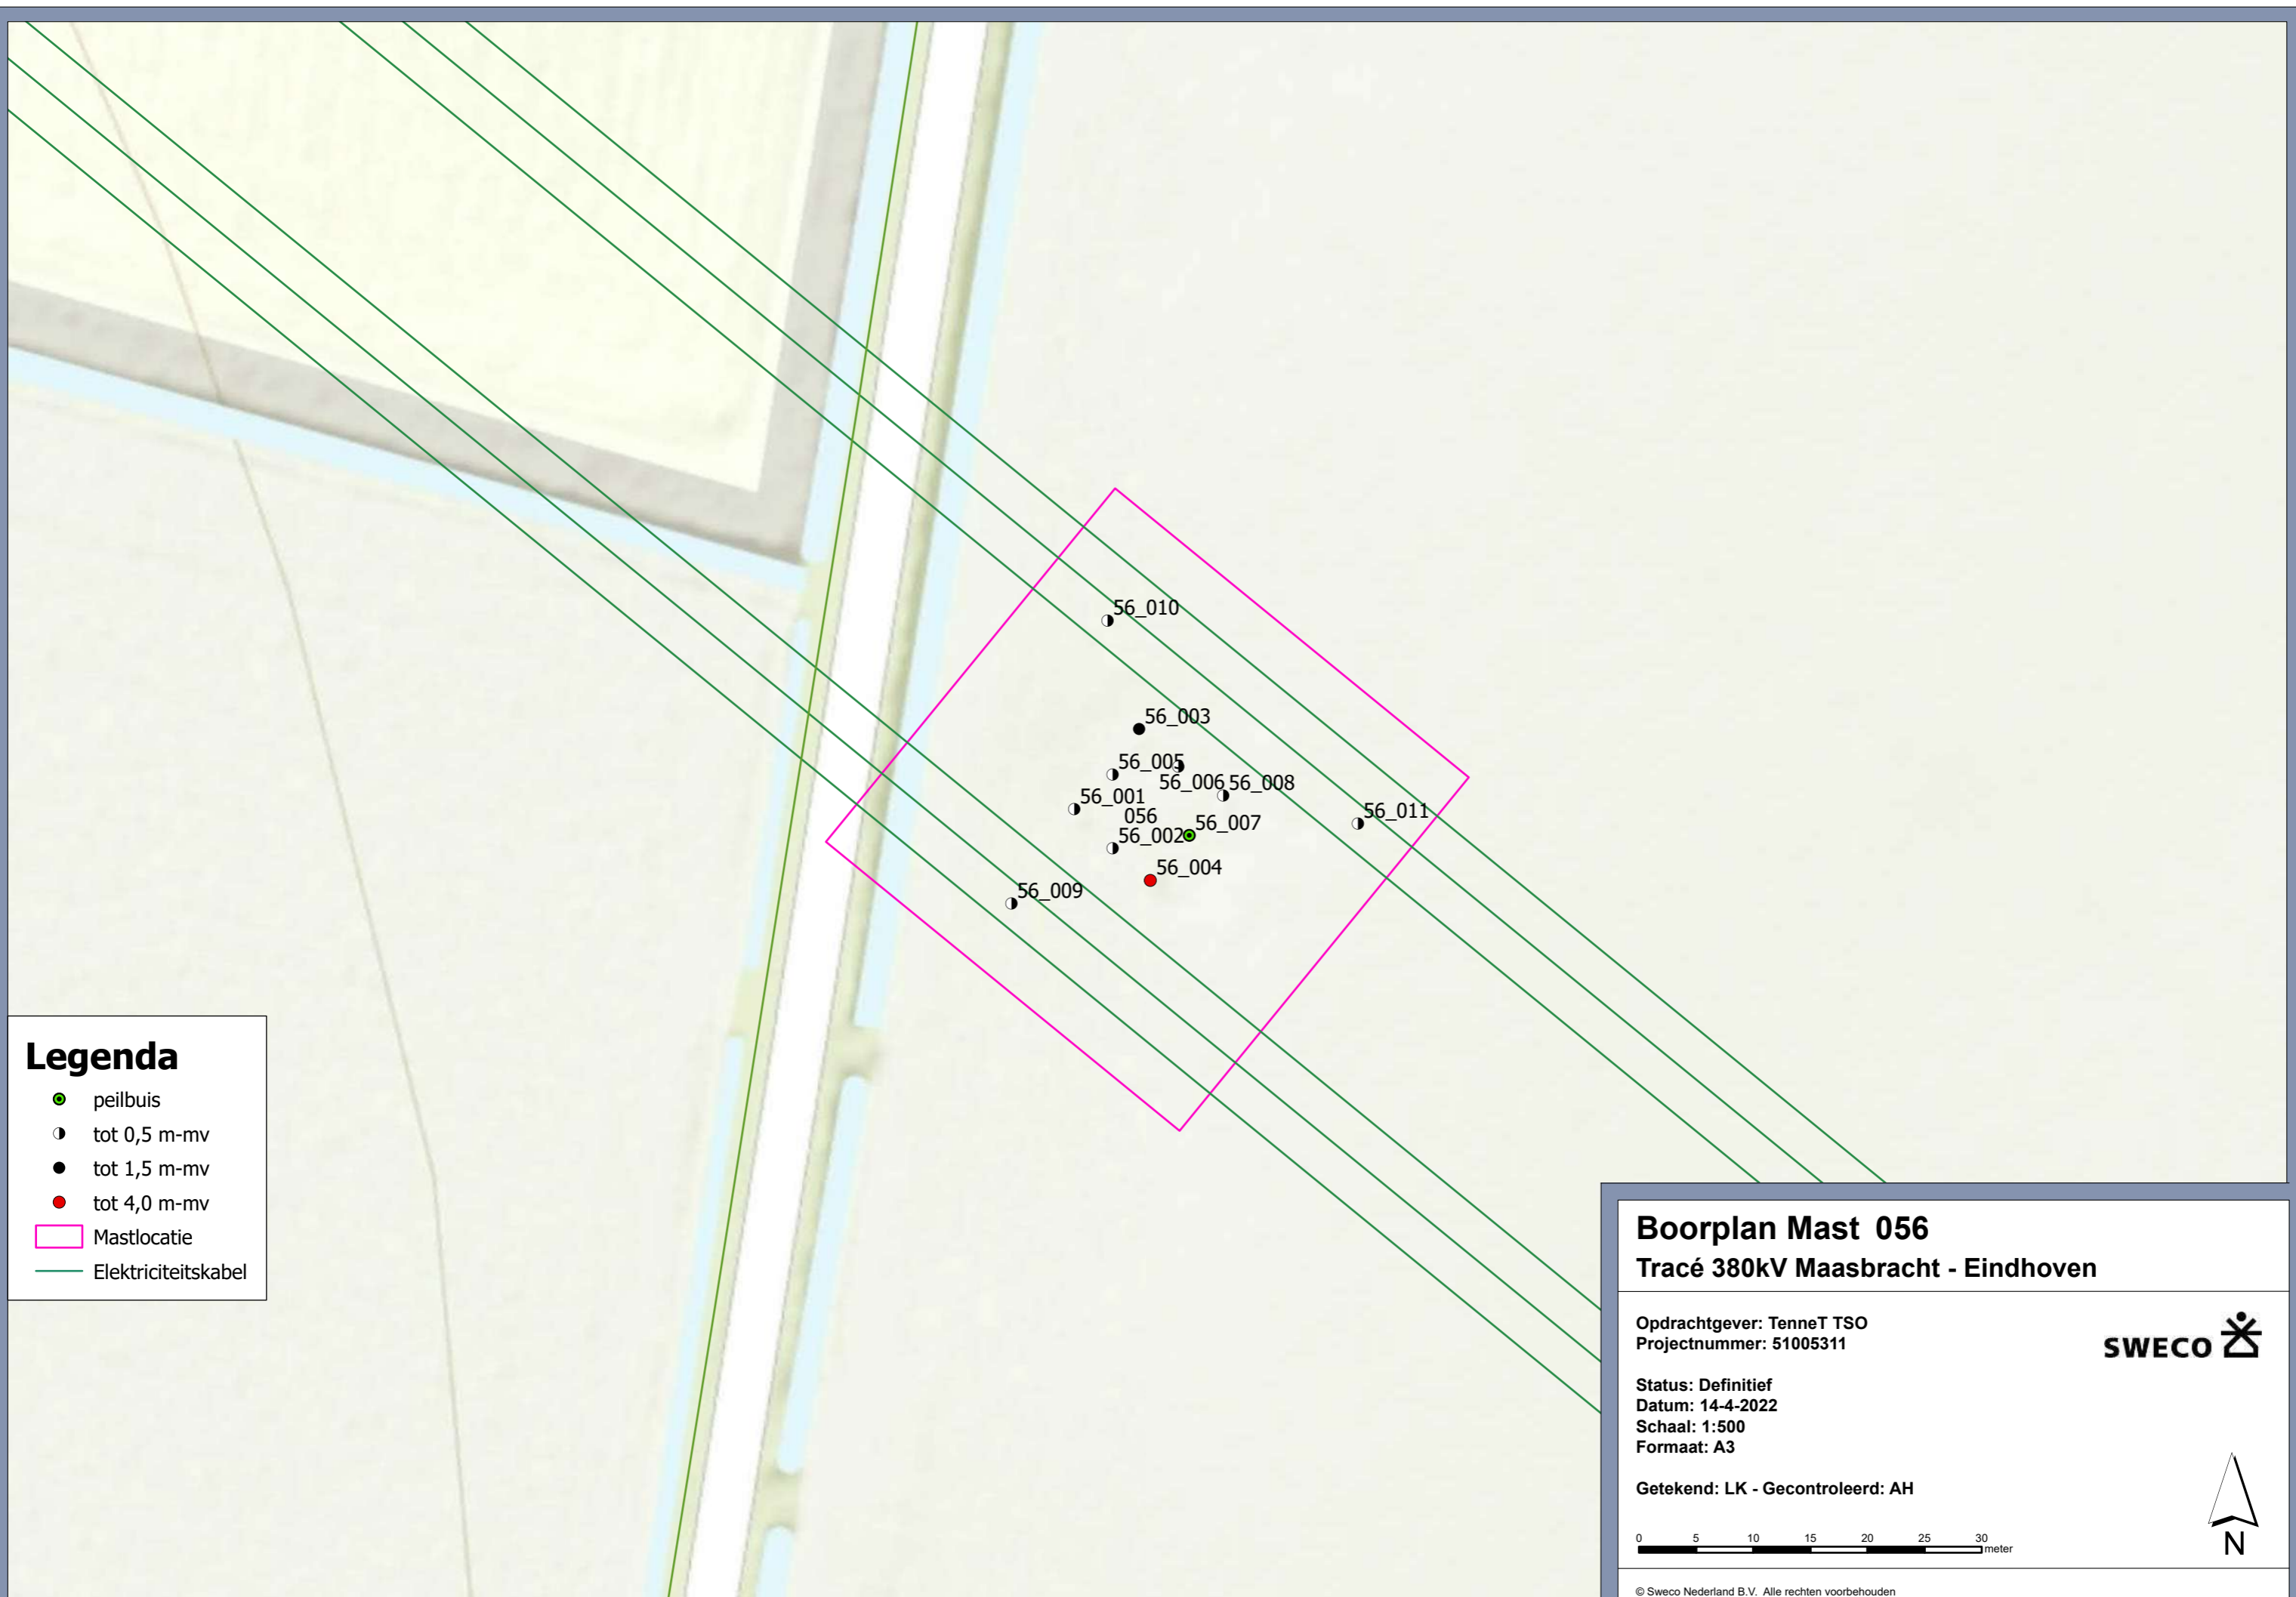 56_010
56_003
56_005
56_006
56_008
56_001
056
56_011
56_007
56_002
56_004
56_009
Legenda
peilbuis
tot 0,5 m-mv
tot 1,5 m-mv
tot 4,0 m-mv
Mastlocatie
Elektriciteitskabel
Boorplan Mast 056
Tracé 380kV Maasbracht - Eindhoven
Opdrachtgever: TenneT TSO
Projectnummer: 51005311
SWECO
Status: Definitief
Datum: 14-4-2022
Schaal: 1:500
Formaat: A3
Getekend: LK - Gecontroleerd: AH
0 5 10 15 20 25 30
meter
N
© Sweco Nederland B.V. Alle rechten voorbehouden